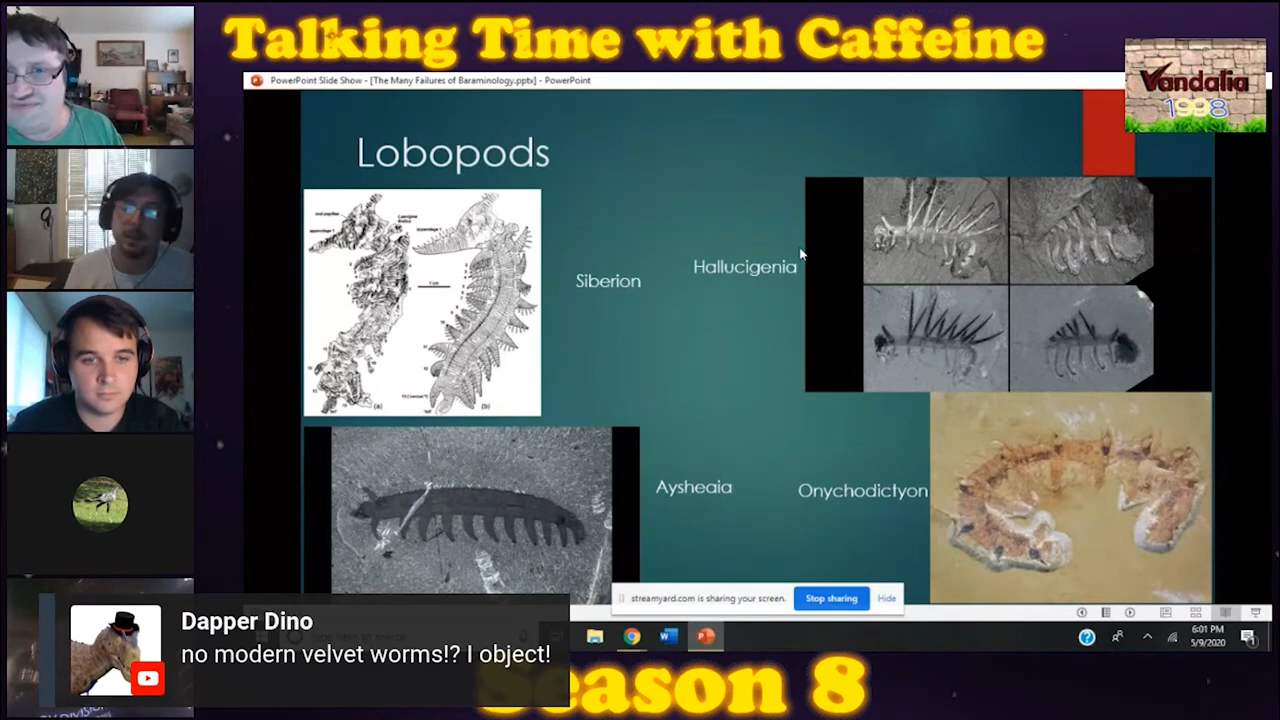 Talking Time with Caffeine
PowerPoint Slide Show - [The Many Failures of Baraminology.pptx] - PowerPoint
Vandalia
1998
Lobopods
Siberion
Hallucigenia
(a)
(b)
Aysheaia
Onychodictyon
streamyard.com is sharing your screen.
Stop sharing
Hide
6:01 PM
5/9/2020
Dapper Dino
no modern velvet worms!? I object!
Season 8